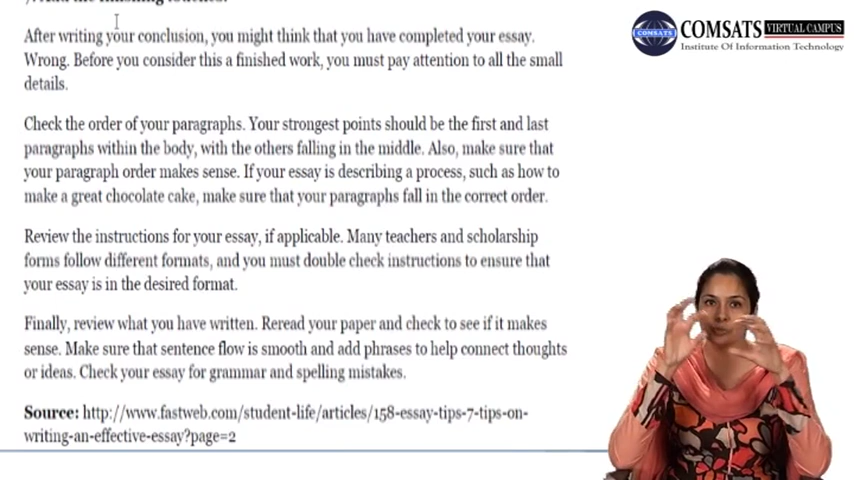 7. Add the finishing touches.
After writing your conclusion, you might think that you have completed your essay.
Wrong. Before you consider this a finished work, you must pay attention to all the small
details.
Check the order of your paragraphs. Your strongest points should be the first and last
paragraphs within the body, with the others falling in the middle. Also, make sure that
your paragraph order makes sense. If your essay is describing a process, such as how to
make a great chocolate cake, make sure that your paragraphs fall in the correct order.
Review the instructions for your essay, if applicable. Many teachers and scholarship
forms follow different formats, and you must double check instructions to ensure that
your essay is in the desired format.
Finally, review what you have written. Reread your paper and check to see if it makes
sense. Make sure that sentence flow is smooth and add phrases to help connect thoughts
or ideas. Check your essay for grammar and spelling mistakes.
Source: http://www.fastweb.com/student-life/articles/158-essay-tips-7-tips-on-
writing-an-effective-essay?page=2
COMSATS
COMSATS VIRTUAL CAMPUS
Institute Of Information Technology